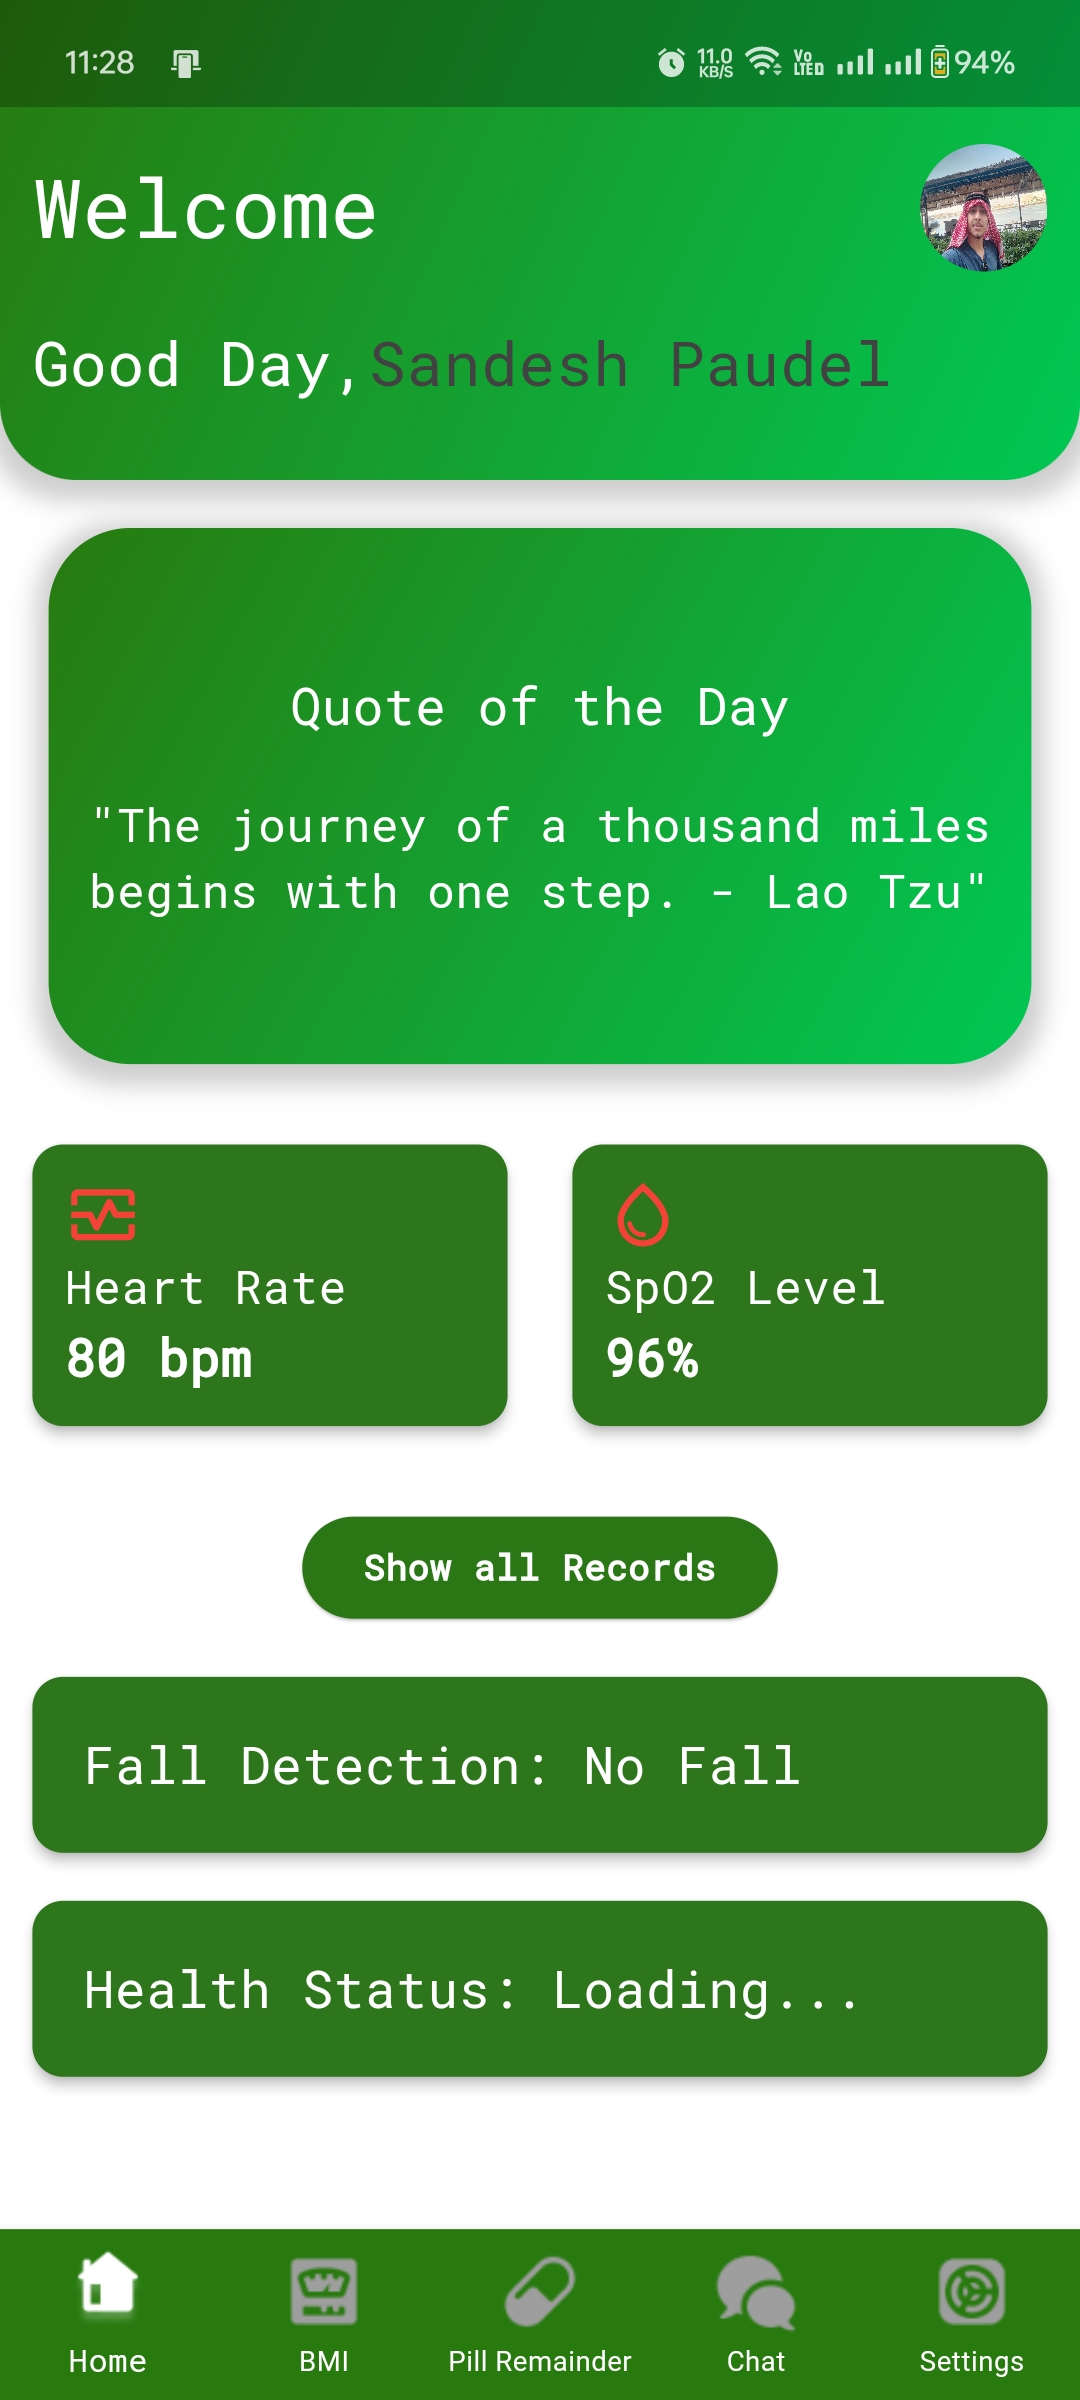 11:28
11.0 KB/S Vo LTED 94%
Welcome
Good Day,Sandesh Paudel
Quote of the Day
"The journey of a thousand miles
begins with one step. - Lao Tzu"
Heart Rate
80 bpm
SpO2 Level
96%
Show all Records
Fall Detection: No Fall
Health Status: Loading...
Home
BMI
Pill Remainder
Chat
Settings